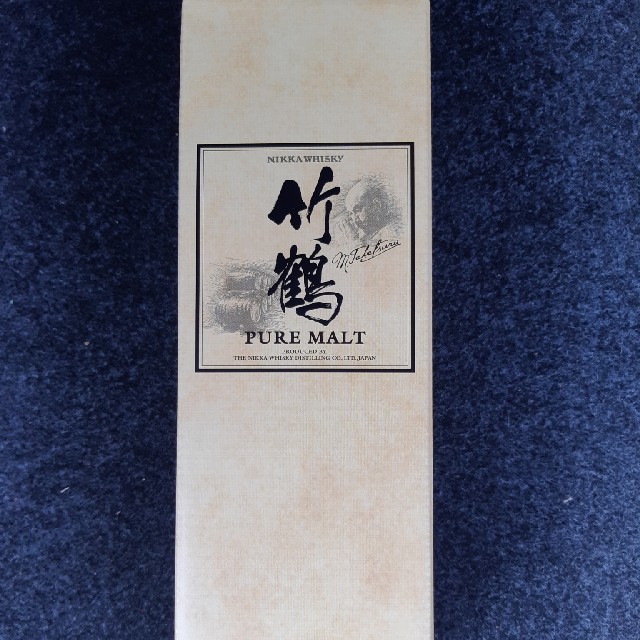 NIKKA WHISKY
竹鶴
M. Taketsuru
PURE MALT
PRODUCED BY
THE NIKKA WHISKY DISTILLING CO., LTD. JAPAN